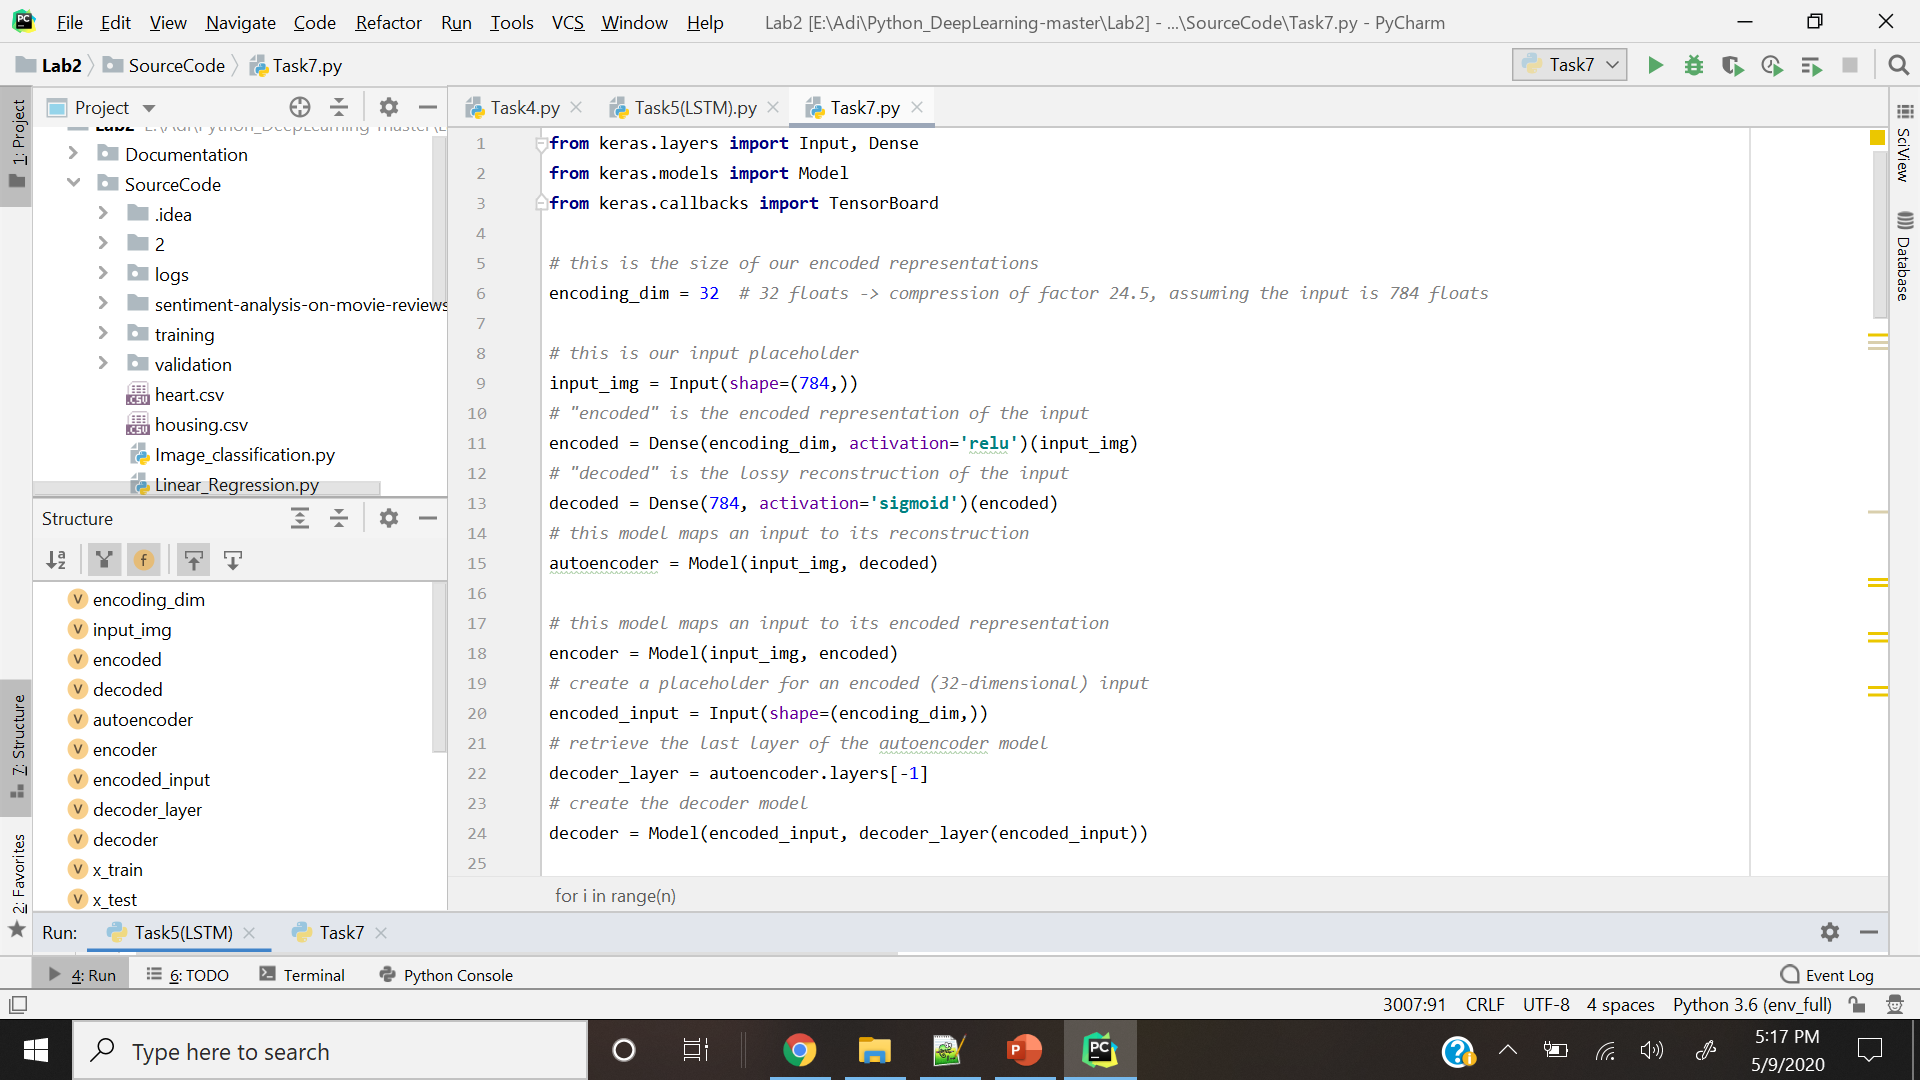 File Edit View Navigate Code Refactor Run Tools VCS Window Help Lab2 [E:\Adi\Python_DeepLearning-master\Lab2] - ...\SourceCode\Task7.py - PyCharm
Lab2 SourceCode Task7.py Task7
1: Project
Project
Task4.py Task5(LSTM).py Task7.py
Lab2 E:\Adi\Python_DeepLearning-master\L
Documentation
SourceCode
.idea
2
logs
sentiment-analysis-on-movie-reviews
training
validation
heart.csv
housing.csv
Image_classification.py
Linear_Regression.py
Structure
encoding_dim
input_img
encoded
decoded
autoencoder
encoder
encoded_input
decoder_layer
decoder
x_train
x_test
7: Structure
2: Favorites
1 from keras.layers import Input, Dense
2 from keras.models import Model
3 from keras.callbacks import TensorBoard
4
5 # this is the size of our encoded representations
6 encoding_dim = 32  # 32 floats -> compression of factor 24.5, assuming the input is 784 floats
7
8 # this is our input placeholder
9 input_img = Input(shape=(784,))
10 # "encoded" is the encoded representation of the input
11 encoded = Dense(encoding_dim, activation='relu')(input_img)
12 # "decoded" is the lossy reconstruction of the input
13 decoded = Dense(784, activation='sigmoid')(encoded)
14 # this model maps an input to its reconstruction
15 autoencoder = Model(input_img, decoded)
16
17 # this model maps an input to its encoded representation
18 encoder = Model(input_img, encoded)
19 # create a placeholder for an encoded (32-dimensional) input
20 encoded_input = Input(shape=(encoding_dim,))
21 # retrieve the last layer of the autoencoder model
22 decoder_layer = autoencoder.layers[-1]
23 # create the decoder model
24 decoder = Model(encoded_input, decoder_layer(encoded_input))
25
for i in range(n)
SciView
Database
Run: Task5(LSTM) Task7
4: Run 6: TODO Terminal Python Console Event Log
3007:91 CRLF UTF-8 4 spaces Python 3.6 (env_full)
Type here to search
5:17 PM
5/9/2020